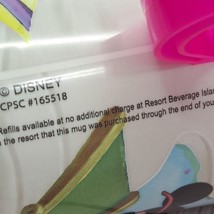 © DISNEY
CPSC #165518
Refills available at no additional charge at Resort Beverage Islan
n the resort that this mug was purchased through the end of you